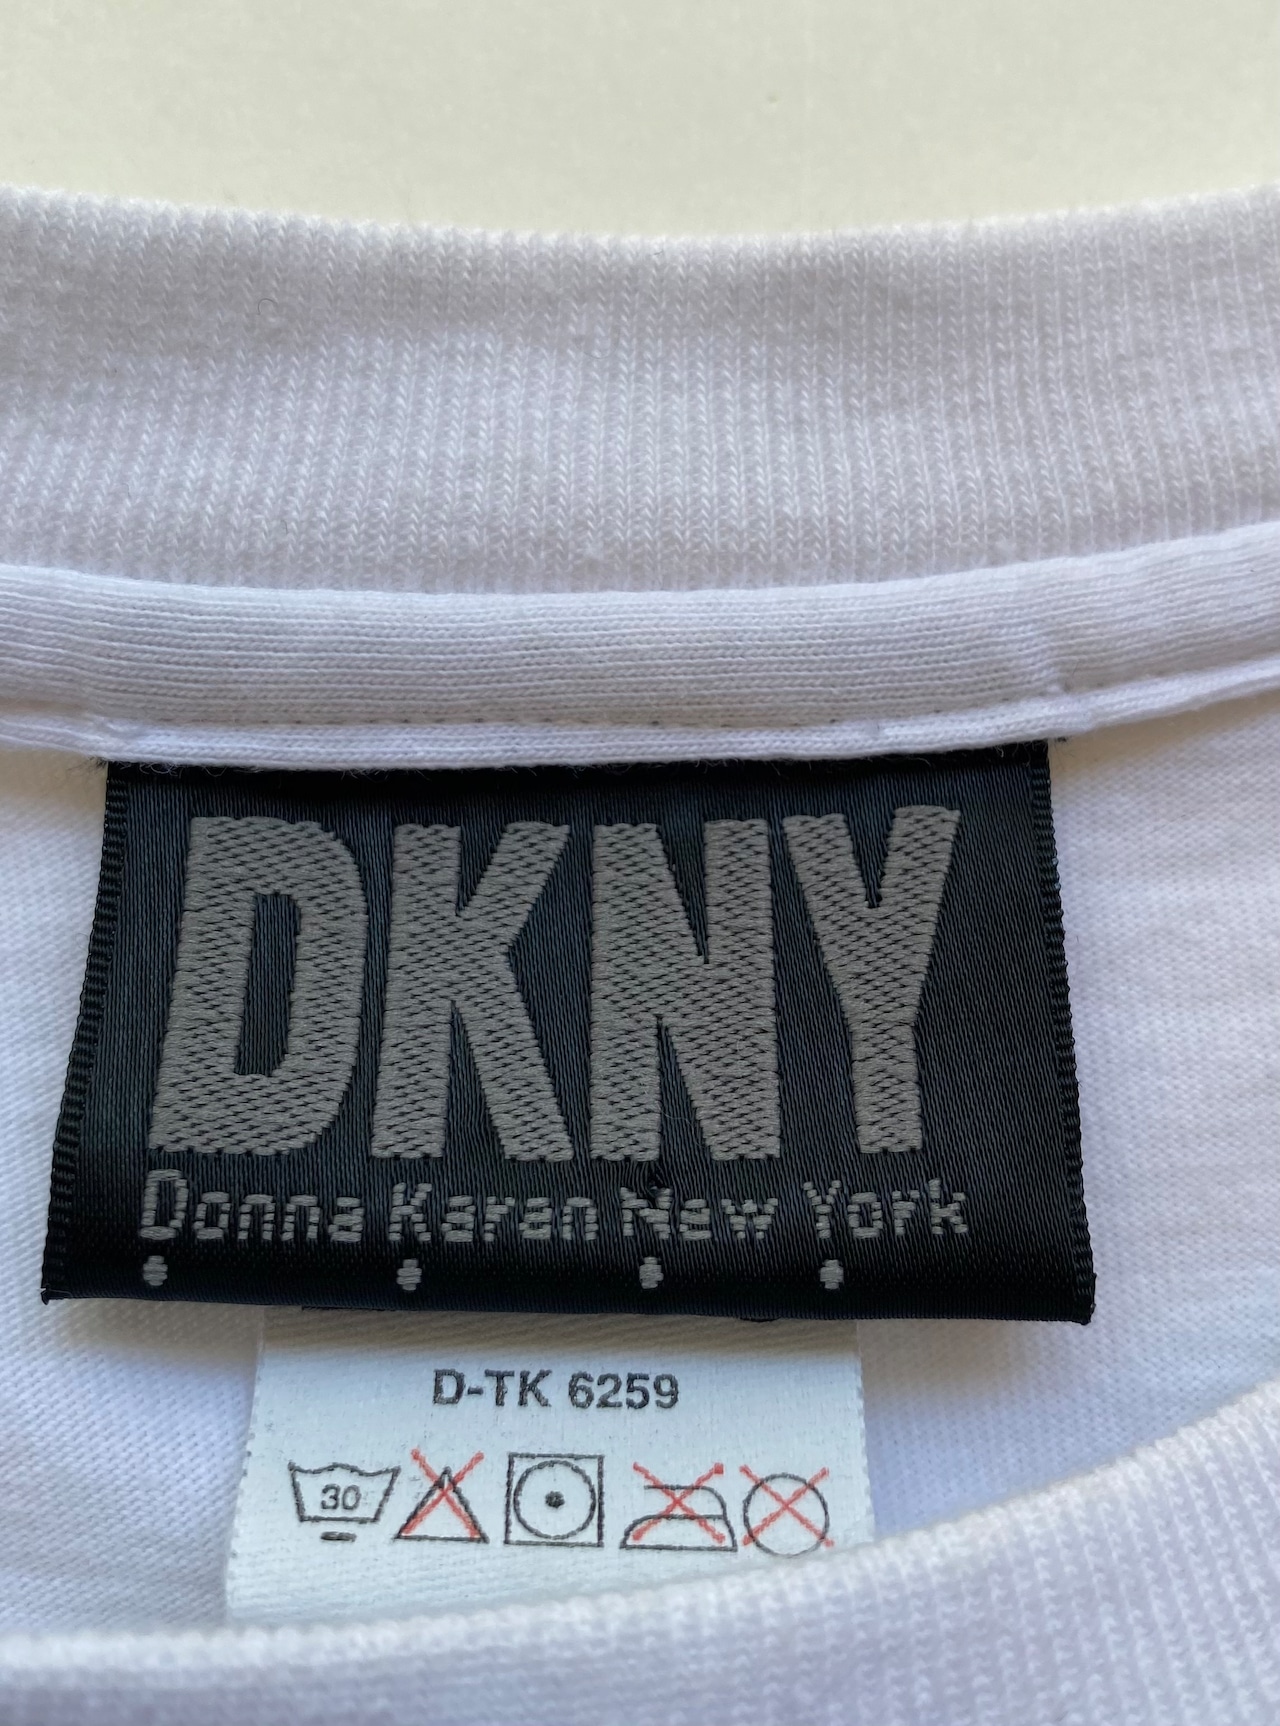 DKNY
Donna Karan New York
D-TK 6259
30